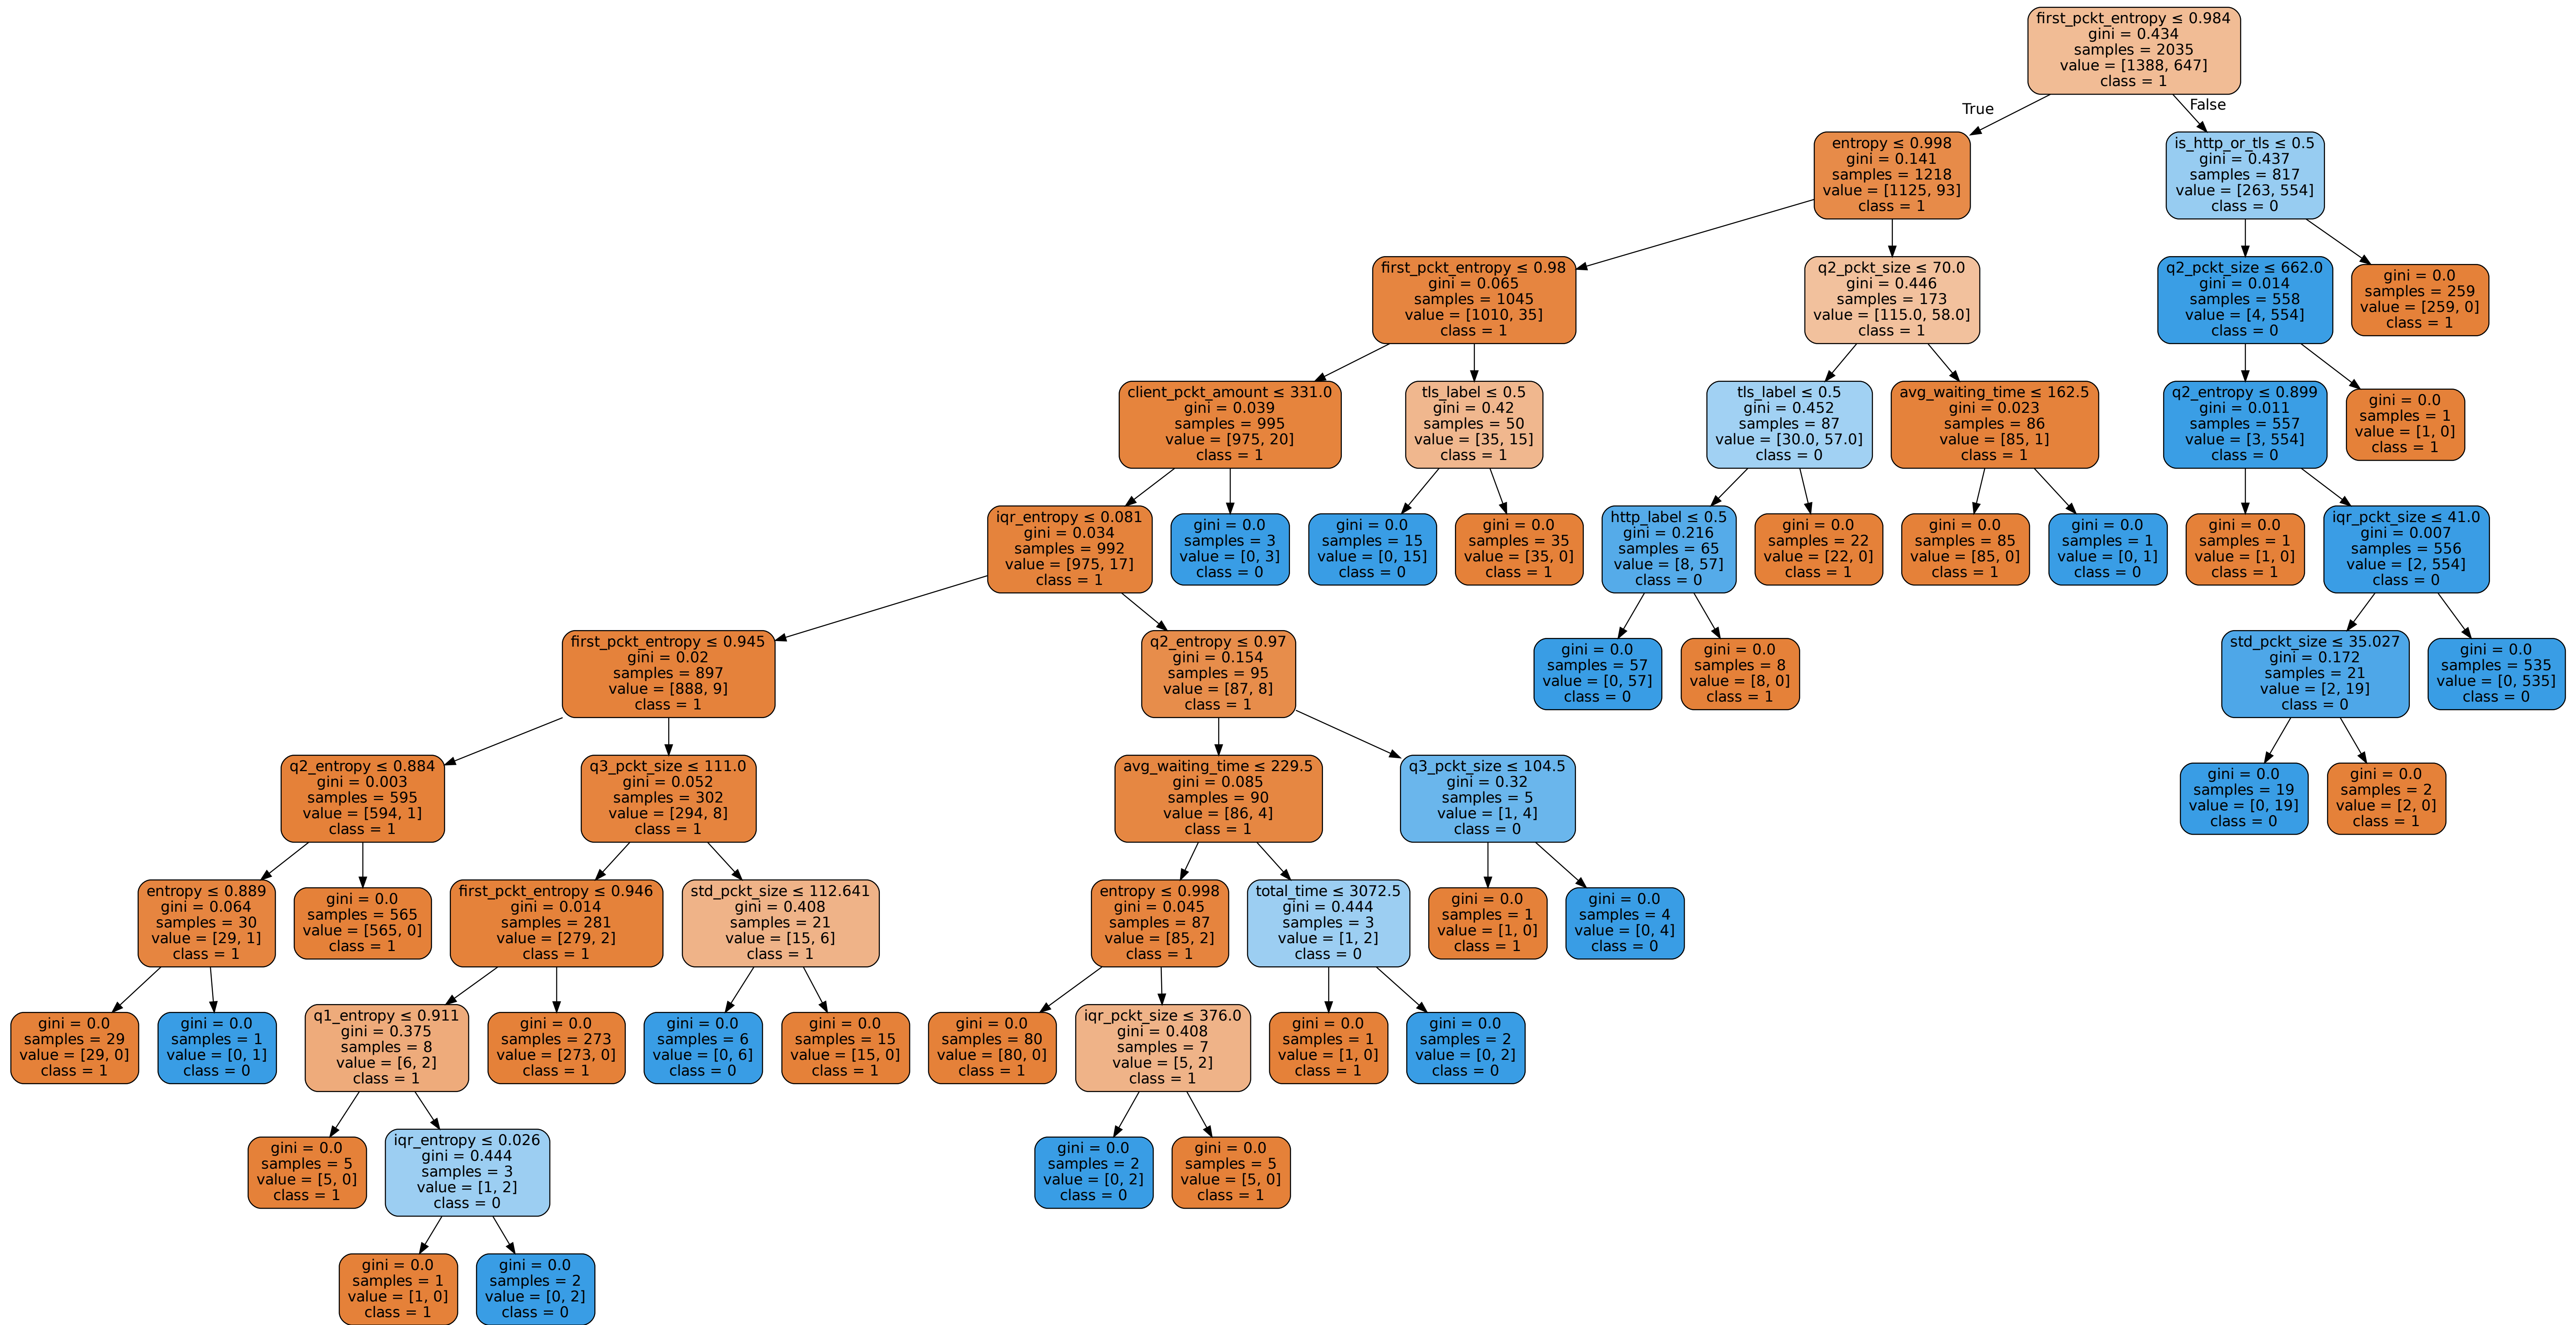 first_pckt_entropy ≤ 0.984
gini = 0.434
samples = 2035
value = [1388, 647]
class = 1
True
False
entropy ≤ 0.998
gini = 0.141
samples = 1218
value = [1125, 93]
class = 1
is_http_or_tls ≤ 0.5
gini = 0.437
samples = 817
value = [263, 554]
class = 0
first_pckt_entropy ≤ 0.98
gini = 0.065
samples = 1045
value = [1010, 35]
class = 1
q2_pckt_size ≤ 70.0
gini = 0.446
samples = 173
value = [115.0, 58.0]
class = 1
q2_pckt_size ≤ 662.0
gini = 0.014
samples = 558
value = [4, 554]
class = 0
gini = 0.0
samples = 259
value = [259, 0]
class = 1
client_pckt_amount ≤ 331.0
gini = 0.039
samples = 995
value = [975, 20]
class = 1
tls_label ≤ 0.5
gini = 0.42
samples = 50
value = [35, 15]
class = 1
tls_label ≤ 0.5
gini = 0.452
samples = 87
value = [30.0, 57.0]
class = 0
avg_waiting_time ≤ 162.5
gini = 0.023
samples = 86
value = [85, 1]
class = 1
q2_entropy ≤ 0.899
gini = 0.011
samples = 557
value = [3, 554]
class = 0
gini = 0.0
samples = 1
value = [1, 0]
class = 1
iqr_entropy ≤ 0.081
gini = 0.034
samples = 992
value = [975, 17]
class = 1
gini = 0.0
samples = 3
value = [0, 3]
class = 0
gini = 0.0
samples = 15
value = [0, 15]
class = 0
gini = 0.0
samples = 35
value = [35, 0]
class = 1
http_label ≤ 0.5
gini = 0.216
samples = 65
value = [8, 57]
class = 0
gini = 0.0
samples = 22
value = [22, 0]
class = 1
gini = 0.0
samples = 85
value = [85, 0]
class = 1
gini = 0.0
samples = 1
value = [0, 1]
class = 0
gini = 0.0
samples = 1
value = [1, 0]
class = 1
iqr_pckt_size ≤ 41.0
gini = 0.007
samples = 556
value = [2, 554]
class = 0
first_pckt_entropy ≤ 0.945
gini = 0.02
samples = 897
value = [888, 9]
class = 1
q2_entropy ≤ 0.97
gini = 0.154
samples = 95
value = [87, 8]
class = 1
gini = 0.0
samples = 57
value = [0, 57]
class = 0
gini = 0.0
samples = 8
value = [8, 0]
class = 1
std_pckt_size ≤ 35.027
gini = 0.172
samples = 21
value = [2, 19]
class = 0
gini = 0.0
samples = 535
value = [0, 535]
class = 0
q2_entropy ≤ 0.884
gini = 0.003
samples = 595
value = [594, 1]
class = 1
q3_pckt_size ≤ 111.0
gini = 0.052
samples = 302
value = [294, 8]
class = 1
avg_waiting_time ≤ 229.5
gini = 0.085
samples = 90
value = [86, 4]
class = 1
q3_pckt_size ≤ 104.5
gini = 0.32
samples = 5
value = [1, 4]
class = 0
gini = 0.0
samples = 19
value = [0, 19]
class = 0
gini = 0.0
samples = 2
value = [2, 0]
class = 1
entropy ≤ 0.889
gini = 0.064
samples = 30
value = [29, 1]
class = 1
gini = 0.0
samples = 565
value = [565, 0]
class = 1
first_pckt_entropy ≤ 0.946
gini = 0.014
samples = 281
value = [279, 2]
class = 1
std_pckt_size ≤ 112.641
gini = 0.408
samples = 21
value = [15, 6]
class = 1
entropy ≤ 0.998
gini = 0.045
samples = 87
value = [85, 2]
class = 1
total_time ≤ 3072.5
gini = 0.444
samples = 3
value = [1, 2]
class = 0
gini = 0.0
samples = 1
value = [1, 0]
class = 1
gini = 0.0
samples = 4
value = [0, 4]
class = 0
gini = 0.0
samples = 29
value = [29, 0]
class = 1
gini = 0.0
samples = 1
value = [0, 1]
class = 0
q1_entropy ≤ 0.911
gini = 0.375
samples = 8
value = [6, 2]
class = 1
gini = 0.0
samples = 273
value = [273, 0]
class = 1
gini = 0.0
samples = 6
value = [0, 6]
class = 0
gini = 0.0
samples = 15
value = [15, 0]
class = 1
gini = 0.0
samples = 80
value = [80, 0]
class = 1
iqr_pckt_size ≤ 376.0
gini = 0.408
samples = 7
value = [5, 2]
class = 1
gini = 0.0
samples = 1
value = [1, 0]
class = 1
gini = 0.0
samples = 2
value = [0, 2]
class = 0
gini = 0.0
samples = 5
value = [5, 0]
class = 1
iqr_entropy ≤ 0.026
gini = 0.444
samples = 3
value = [1, 2]
class = 0
gini = 0.0
samples = 2
value = [0, 2]
class = 0
gini = 0.0
samples = 5
value = [5, 0]
class = 1
gini = 0.0
samples = 1
value = [1, 0]
class = 1
gini = 0.0
samples = 2
value = [0, 2]
class = 0